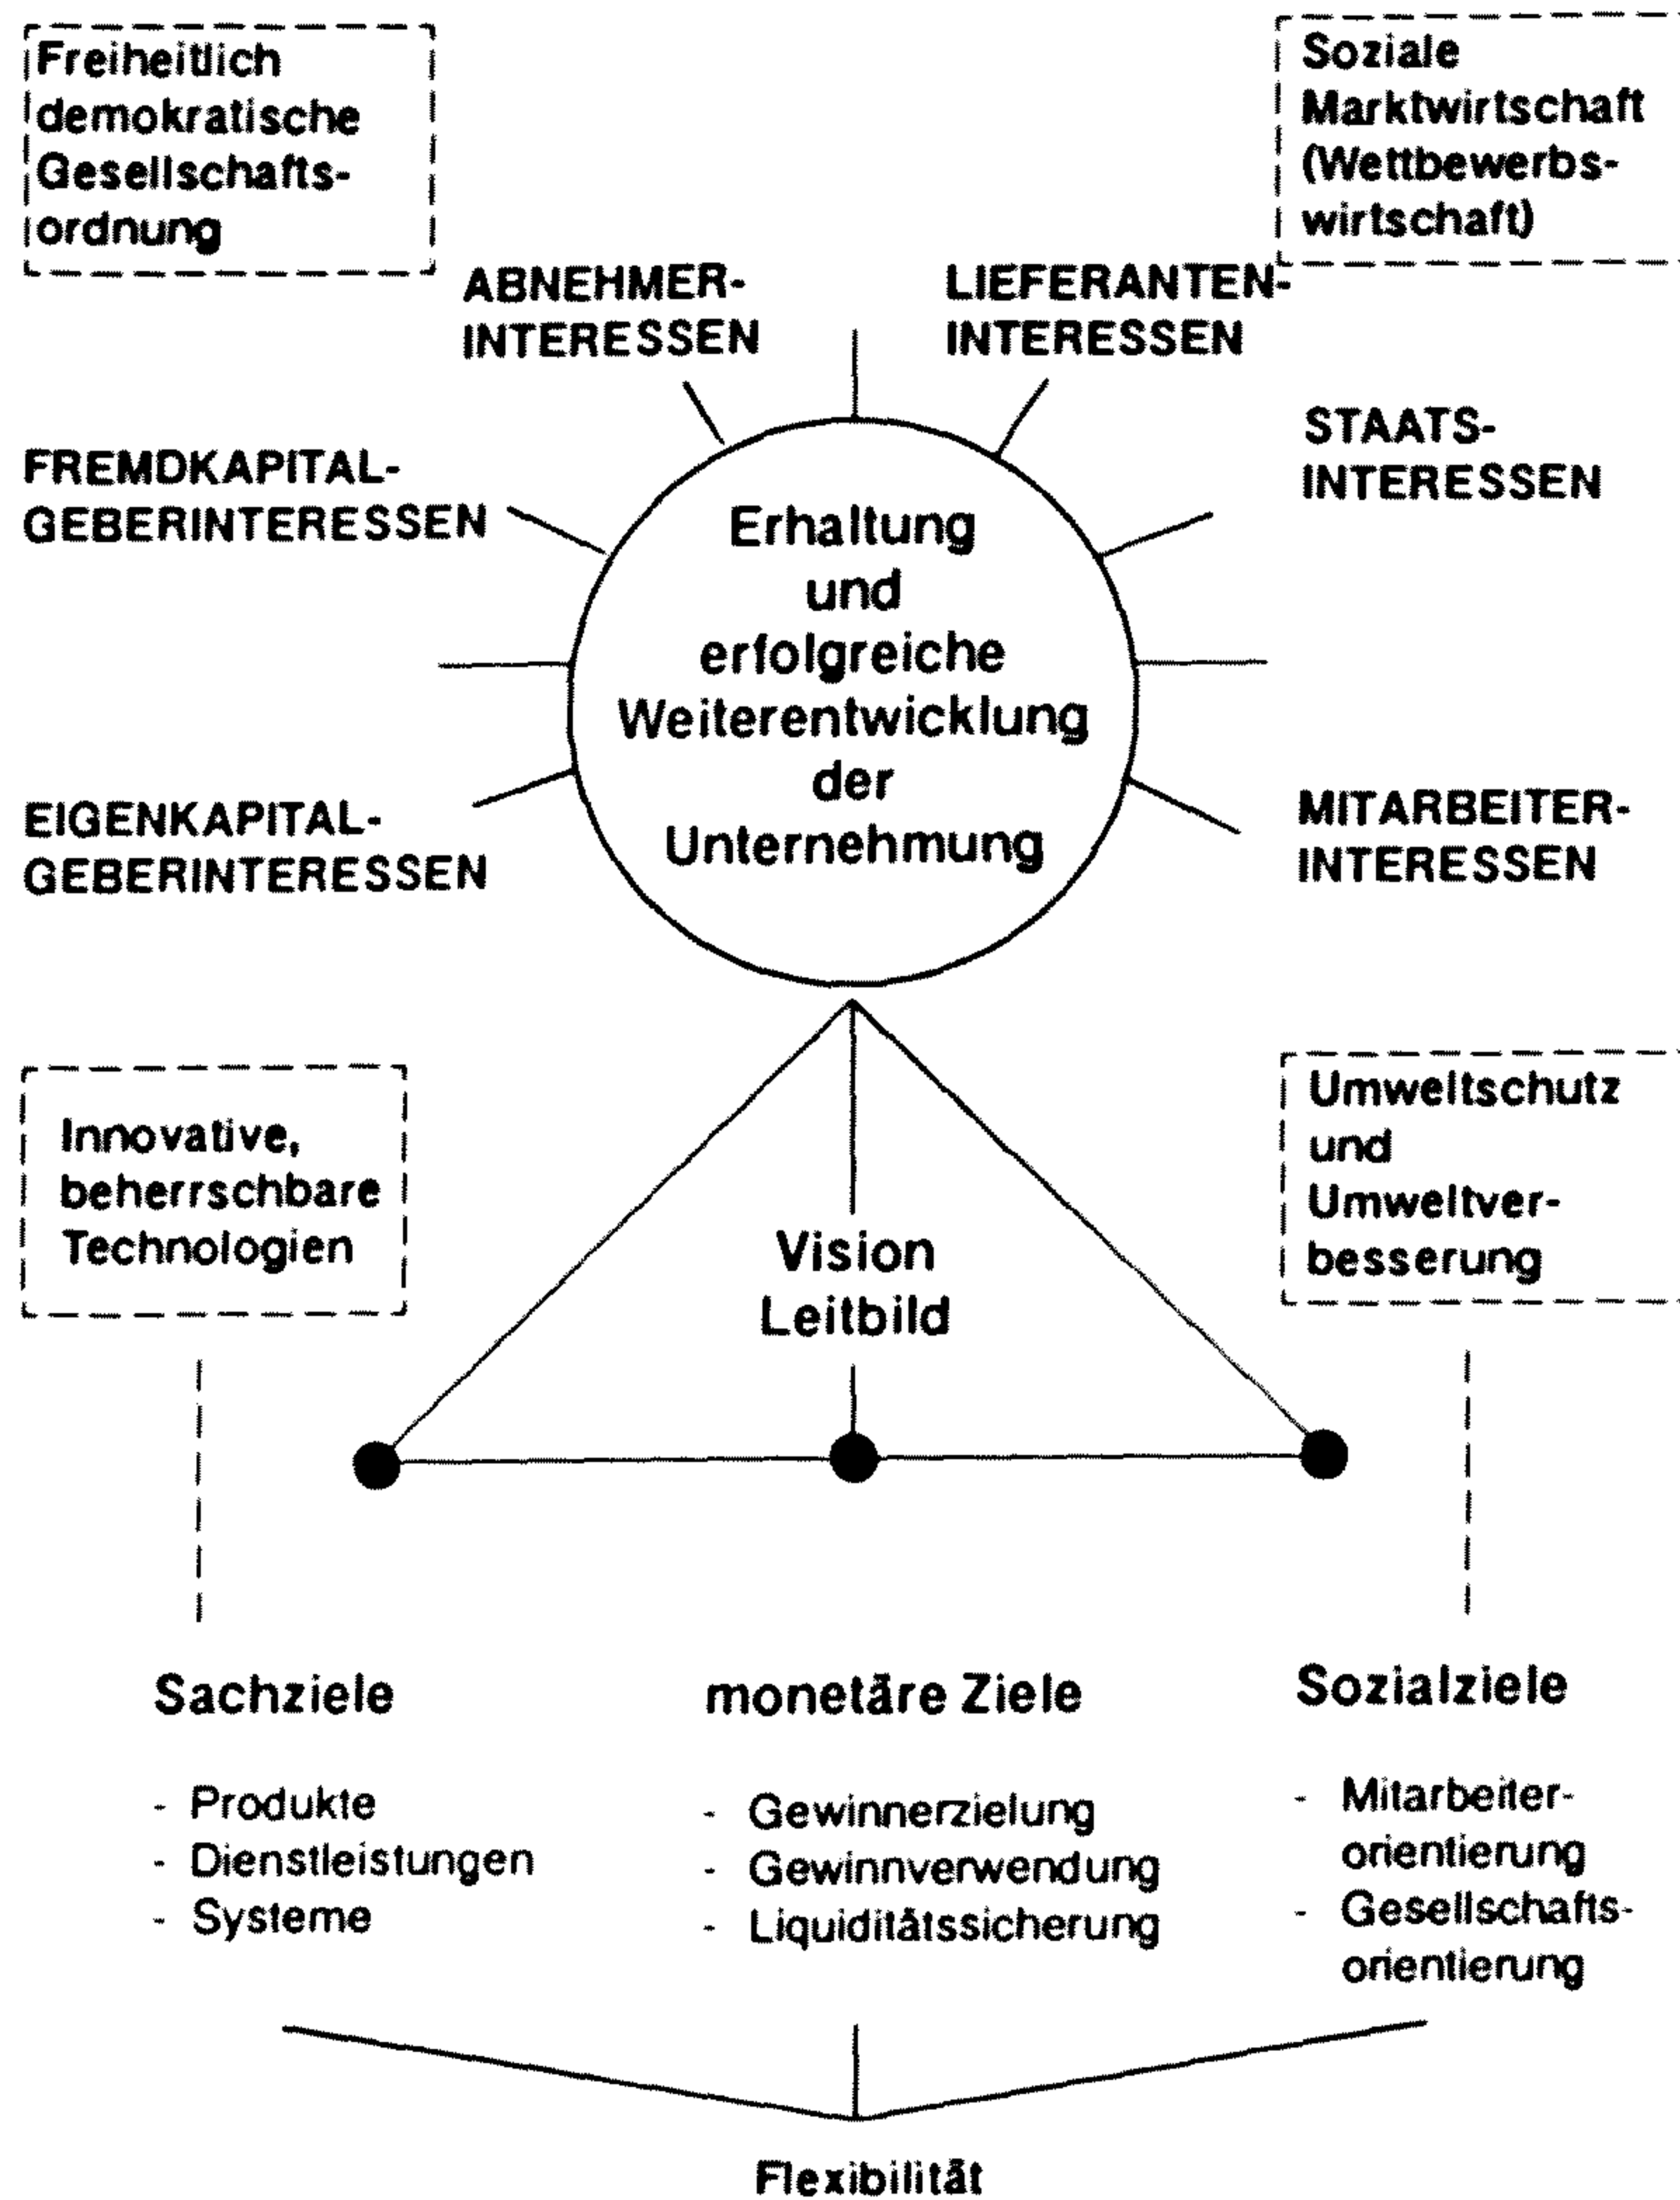 Freiheitlich
demokratische
Gesellschafts-
ordnung
Soziale
Marktwirtschaft
(Wettbewerbs-
wirtschaft)
ABNEHMER-
INTERESSEN
LIEFERANTEN-
INTERESSEN
FREMDKAPITAL-
GEBERINTERESSEN
STAATS-
INTERESSEN
Erhaltung
und
erfolgreiche
Weiterentwicklung
der
Unternehmung
EIGENKAPITAL-
GEBERINTERESSEN
MITARBEITER-
INTERESSEN
Innovative,
beherrschbare
Technologien
Umweltschutz
und
Umweltver-
besserung
Vision
Leitbild
Sachziele
- Produkte
- Dienstleistungen
- Systeme
monetäre Ziele
- Gewinnerzielung
- Gewinnverwendung
- Liquiditätssicherung
Sozialziele
- Mitarbeiter-
orientierung
- Gesellschafts-
orientierung
Flexibilität